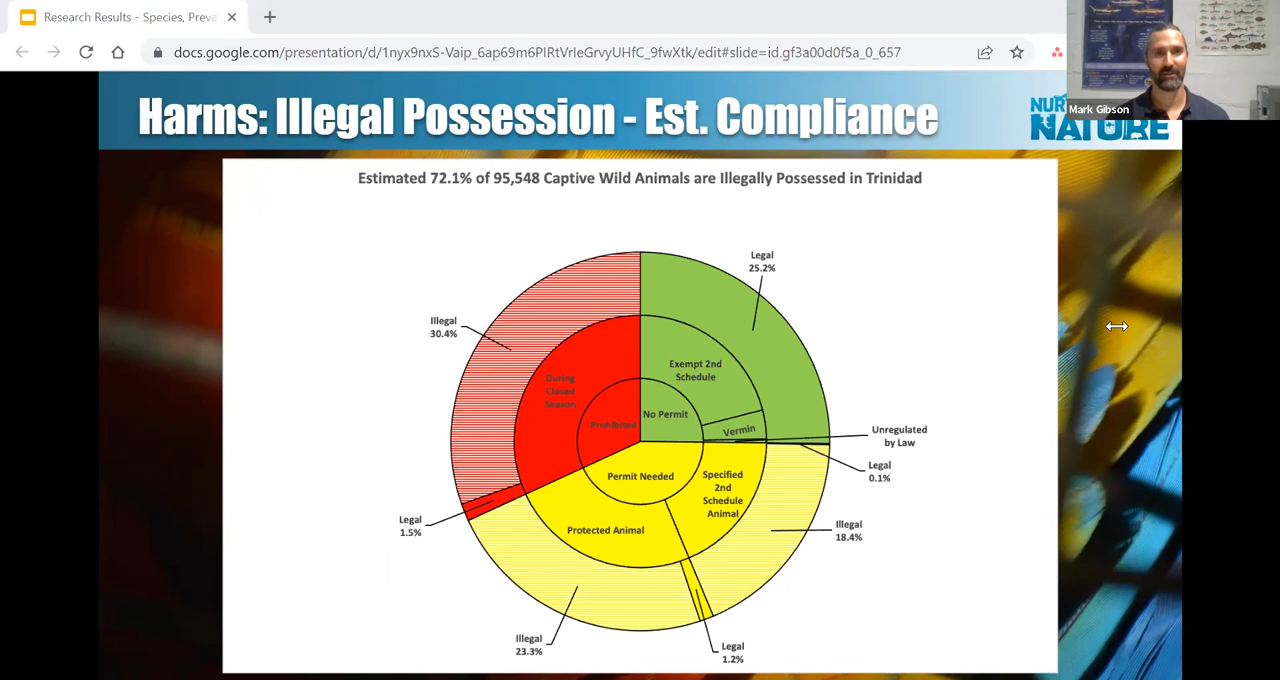 Research Results - Species, Preva
docs.google.com/presentation/d/1nvx9nxS-Vaip_6ap69m6PIRtVrIeGrvyUHfC_9fwXtk/edit#slide=id.gf3a00d0f5a_0_657
Mark Gibson
Harms: Illegal Possession - Est. Compliance
NUR
NATURE
Estimated 72.1% of 95,548 Captive Wild Animals are Illegally Possessed in Trinidad
Legal
25.2%
Illegal
30.4%
Exempt 2nd
Schedule
During
Closed
Season
No Permit
Prohibited
Vermin
Unregulated
by Law
Legal
0.1%
Permit Needed
Specified
2nd
Schedule
Animal
Protected Animal
Legal
1.5%
Illegal
18.4%
Illegal
23.3%
Legal
1.2%